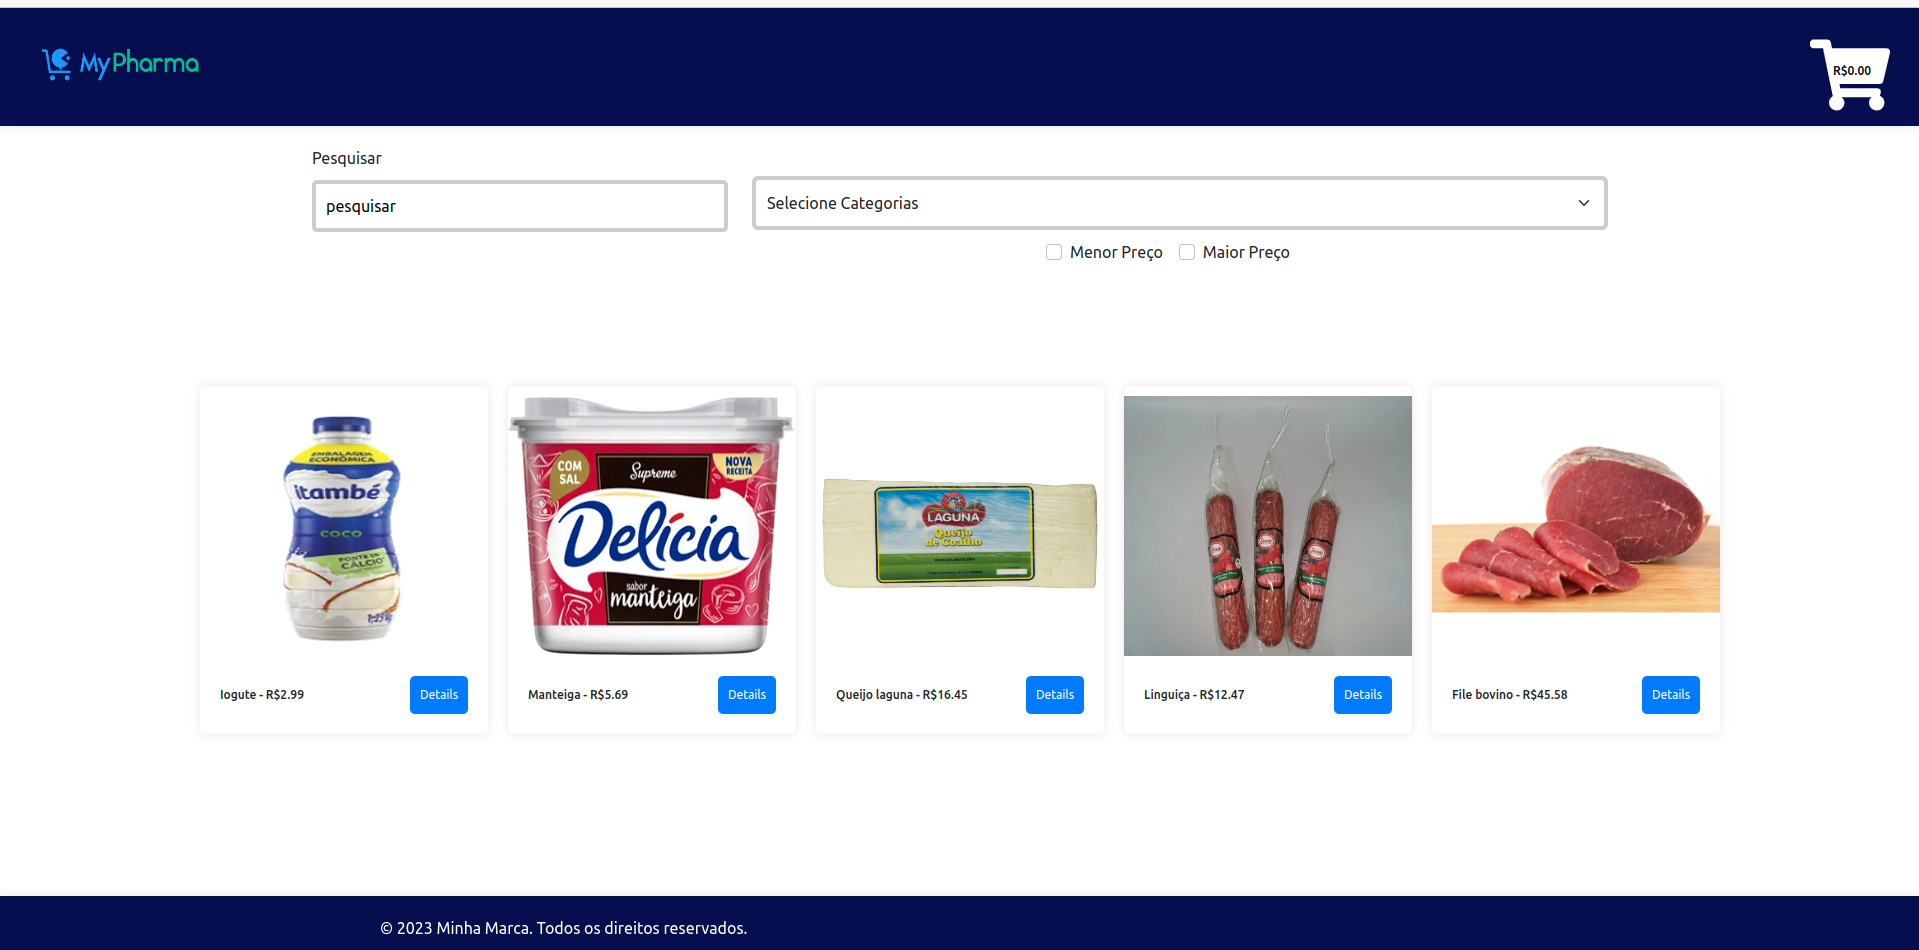 MyPharma
R$0.00
Pesquisar
pesquisar
Selecione Categorias
Menor Preço
Maior Preço
EMBALAGEM
ECONÔMICA
itambé
COCO
FONTE DE
CÁLCIO
1,25 kg
COM
SAL
Supreme
NOVA
RECEITA
Delícia
sabor
manteiga
LAGUNA
Queijo
de Coalho
Iogute - R$2.99
Details
Manteiga - R$5.69
Details
Queijo laguna - R$16.45
Details
Linguiça - R$12.47
Details
File bovino - R$45.58
Details
© 2023 Minha Marca. Todos os direitos reservados.